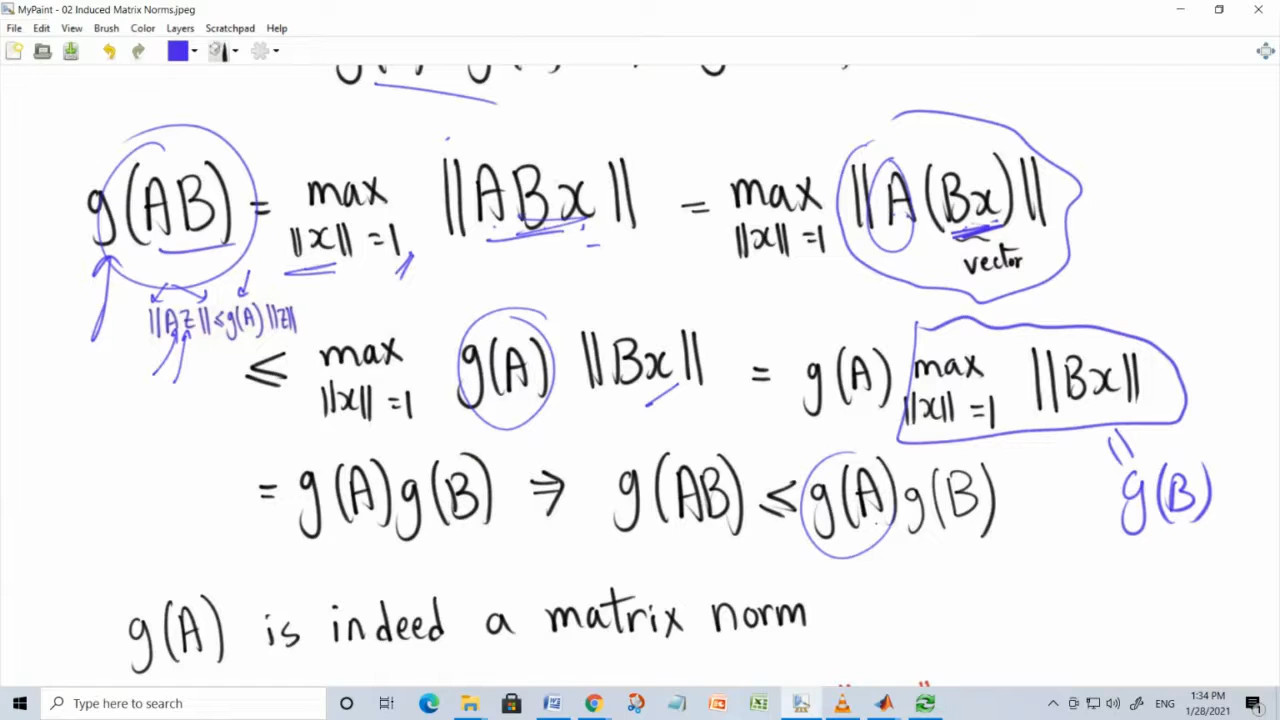 MyPaint - 02 Induced Matrix Norms.jpeg
File Edit View Brush Color Layers Scratchpad Help
g(AB) = max ||ABx|| = max ||A(Bx)||
||x|| = 1, ||x|| = 1 vector
||AZ|| ≤ g(A) ||Z||
≤ max g(A) ||Bx|| = g(A) max ||Bx||
||x|| = 1 ||x|| = 1
= g(A)g(B) ⇒ g(AB) ≤ g(A)g(B) g(B)
g(A) is indeed a matrix norm
Type here to search
ENG
1:34 PM
1/28/2021